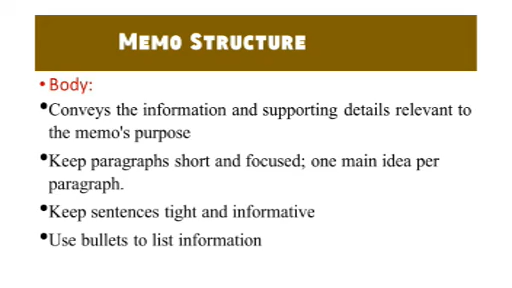 MEMO STRUCTURE
• Body:
•Conveys the information and supporting details relevant to
the memo's purpose
•Keep paragraphs short and focused; one main idea per
paragraph.
•Keep sentences tight and informative
•Use bullets to list information